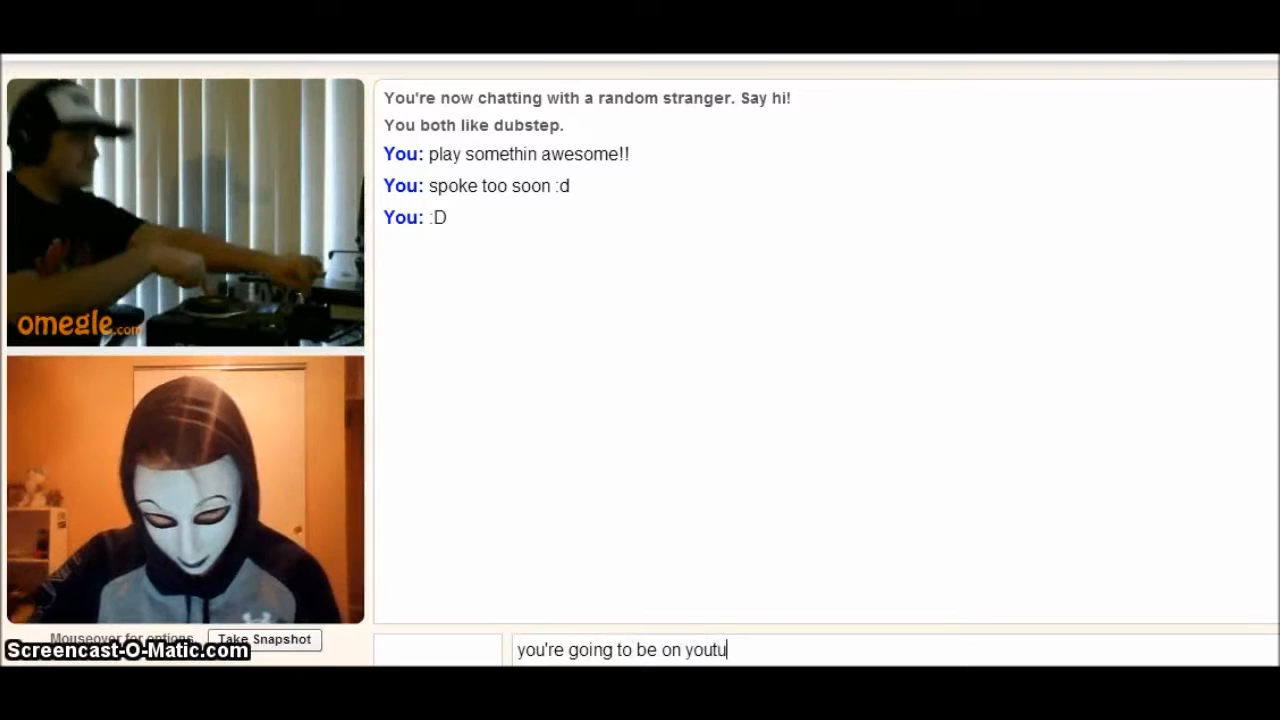 You're now chatting with a random stranger. Say hi!
You both like dubstep.
You: play somethin awesome!!
You: spoke too soon :d
You: :D
omegle.com
Mouseover for options
Take Snapshot
Screencast-O-Matic.com
you're going to be on youtu